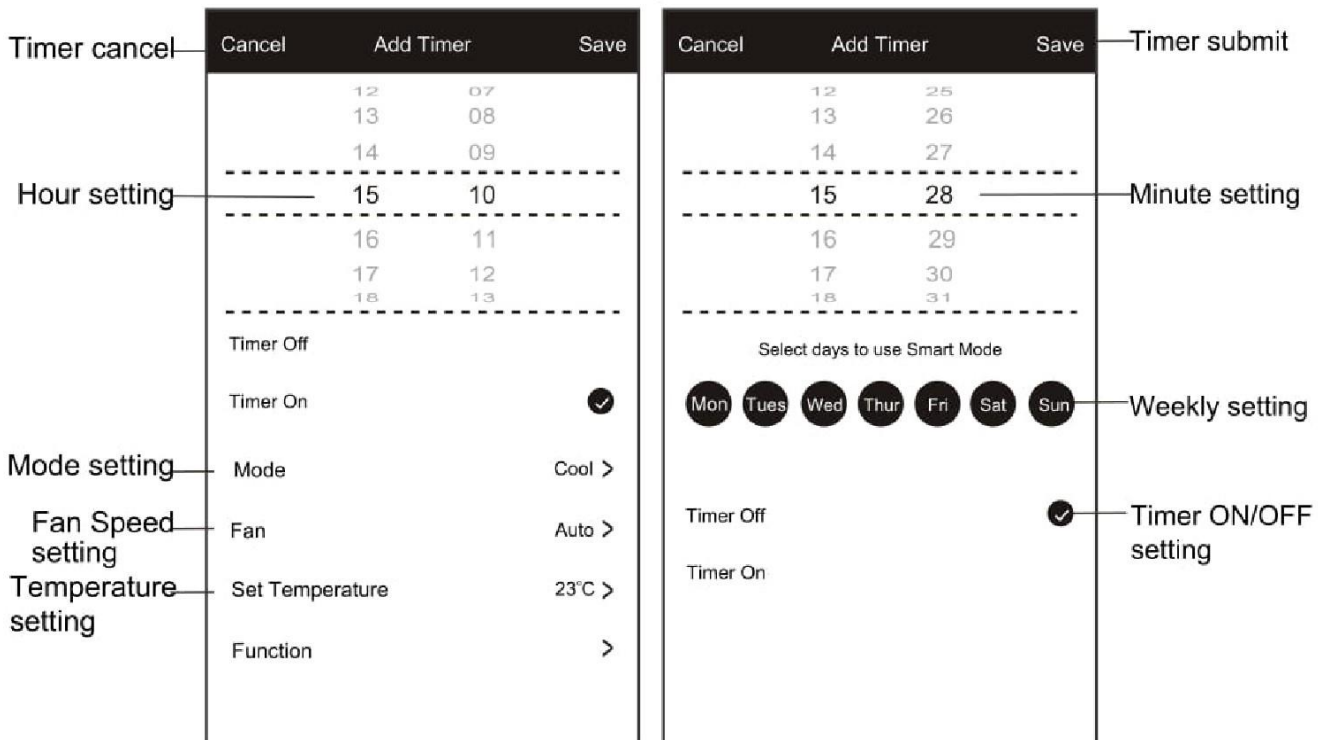 Timer cancel
Cancel Add Timer Save
12 07
13 08
14 09
Hour setting
15 10
16 11
17 12
18 13
Timer Off
Timer On
Mode setting
Mode Cool >
Fan Speed
setting
Fan Auto >
Temperature
setting
Set Temperature 23°C >
Function >
Cancel Add Timer Save
Timer submit
12 25
13 26
14 27
15 28
Minute setting
16 29
17 30
18 31
Select days to use Smart Mode
Mon Tues Wed Thur Fri Sat Sun
Weekly setting
Timer Off
Timer ON/OFF
setting
Timer On